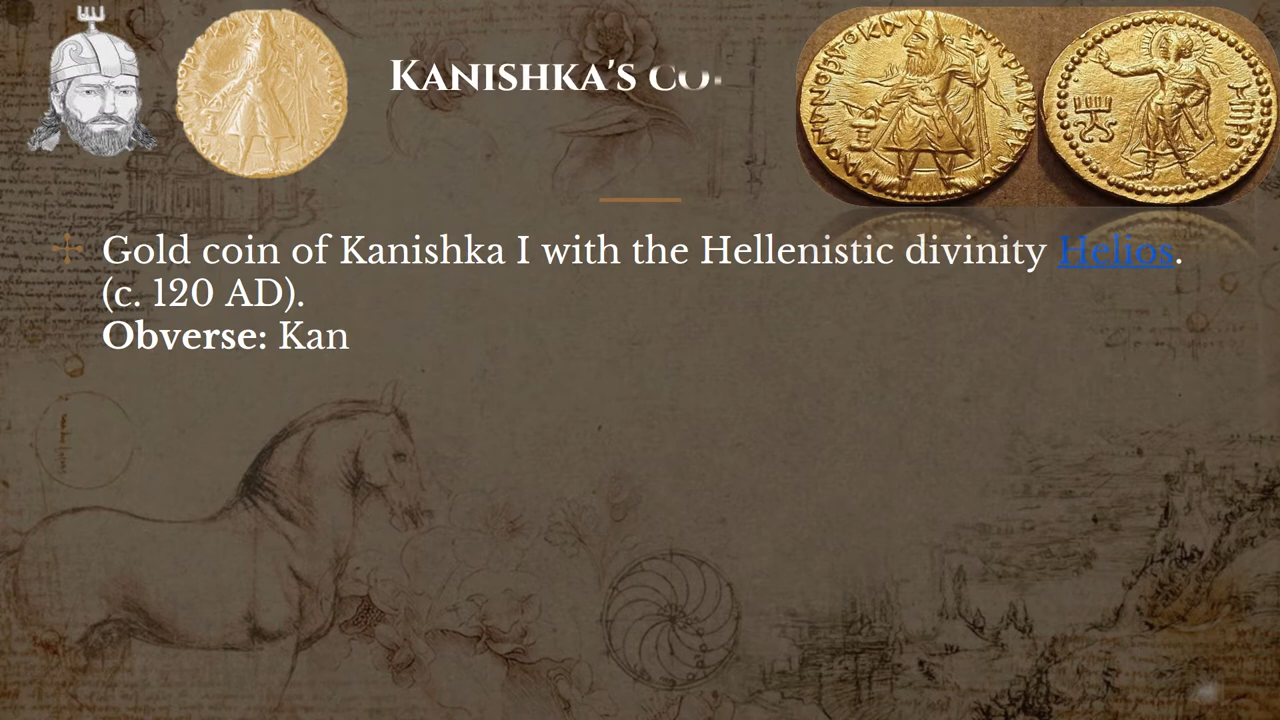 Kanishka's co
Gold coin of Kanishka I with the Hellenistic divinity Helios.
(c. 120 AD).
Obverse: Kan